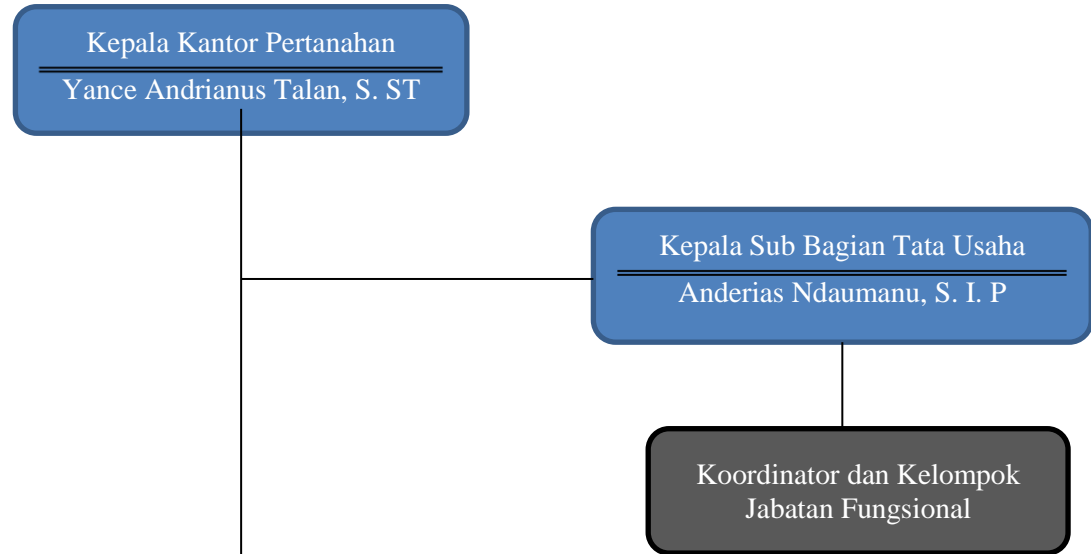 Kepala Kantor Pertanahan
Yance Andrianus Talan, S. ST
Kepala Sub Bagian Tata Usaha
Anderias Ndaumanu, S. I. P
Koordinator dan Kelompok
Jabatan Fungsional